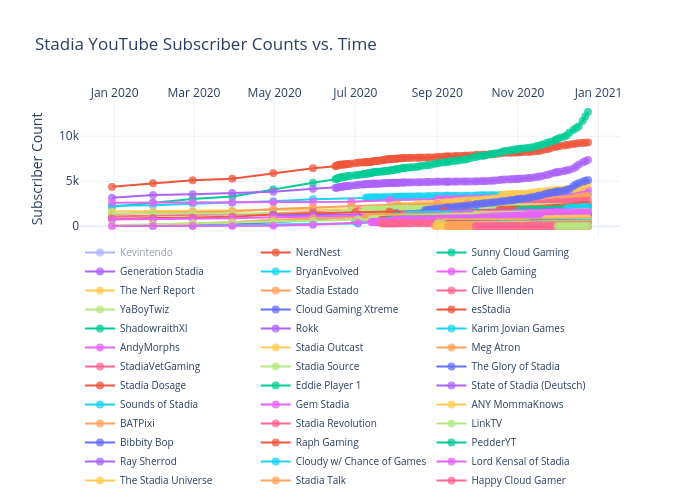 Stadia YouTube Subscriber Counts vs. Time
Jan 2020 Mar 2020 May 2020 Jul 2020 Sep 2020 Nov 2020 Jan 2021
Subscriber Count
10k
5k
0
Kevintendo NerdNest Sunny Cloud Gaming
Generation Stadia BryanEvolved Caleb Gaming
The Nerf Report Stadia Estado Clive Illenden
YaBoyTwiz Cloud Gaming Xtreme esStadia
ShadowraithXI Rokk Karim Jovian Games
AndyMorphs Stadia Outcast Meg Atron
StadiaVetGaming Stadia Source The Glory of Stadia
Stadia Dosage Eddie Player 1 State of Stadia (Deutsch)
Sounds of Stadia Gem Stadia ANY MommaKnows
BATPixi Stadia Revolution LinkTV
Bibbity Bop Raph Gaming PedderYT
Ray Sherrod Cloudy w/ Chance of Games Lord Kensal of Stadia
The Stadia Universe Stadia Talk Happy Cloud Gamer